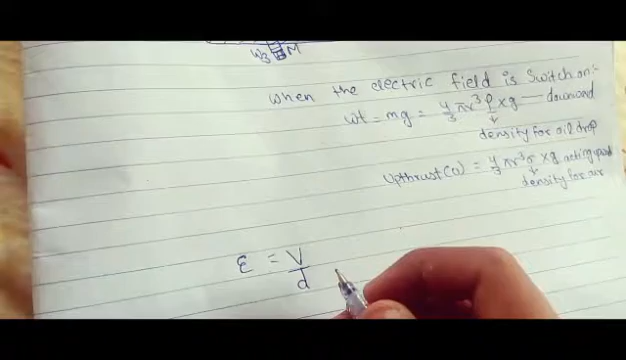 W3 M
when the electric field is switch on:-
wt = mg = 4/3 πr³ρ × g — downward
density for oil drop
upthrust(u) = 4/3 πr³σ × g acting upward
density for air
ε = V/d